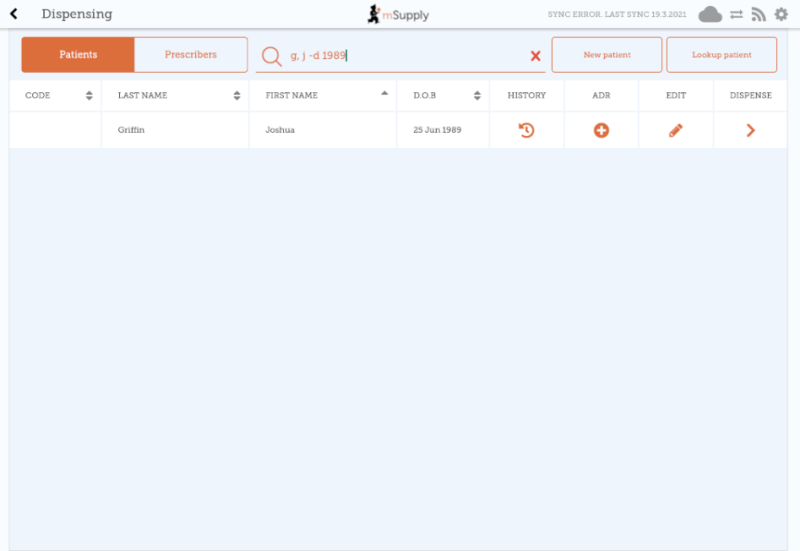 Dispensing
mSupply
SYNC ERROR. LAST SYNC 19.3.2021
Patients
Prescribers
g, j -d 1989
New patient
Lookup patient
CODE LAST NAME FIRST NAME D.O.B HISTORY ADR EDIT DISPENSE
Griffin Joshua 25 Jun 1989